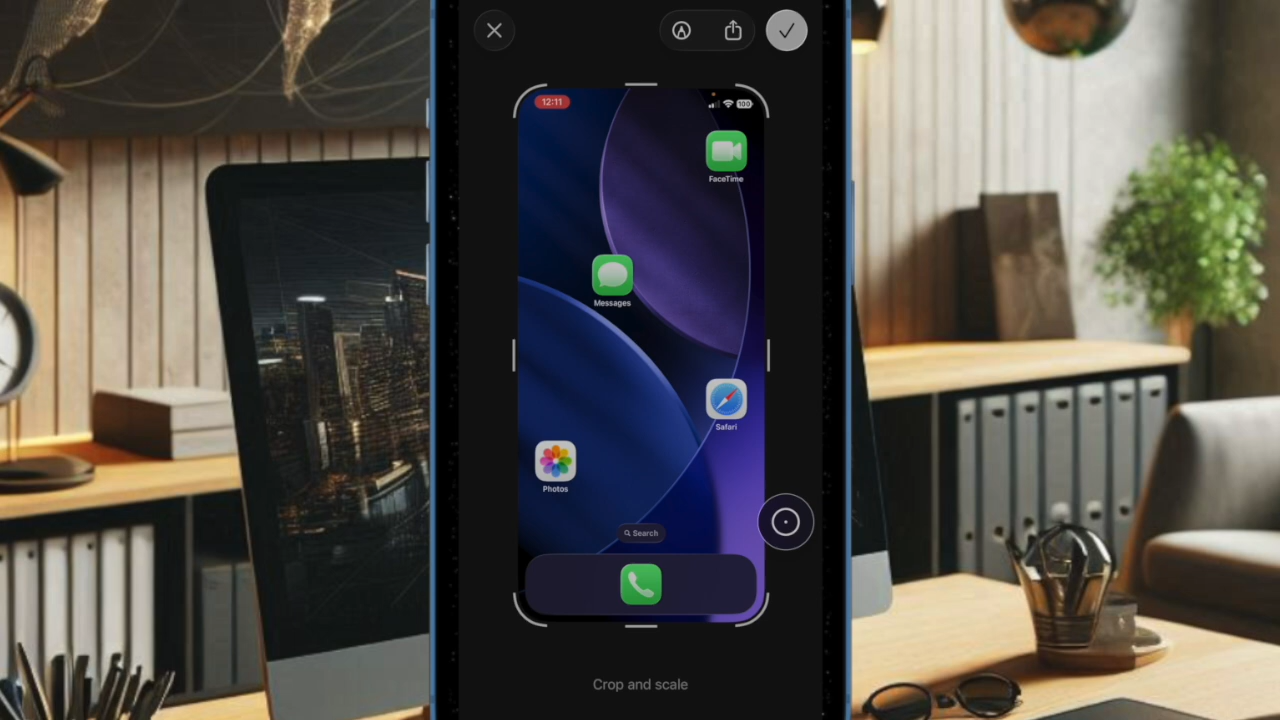 12:11
100
FaceTime
Messages
Safari
Photos
Search
Crop and scale